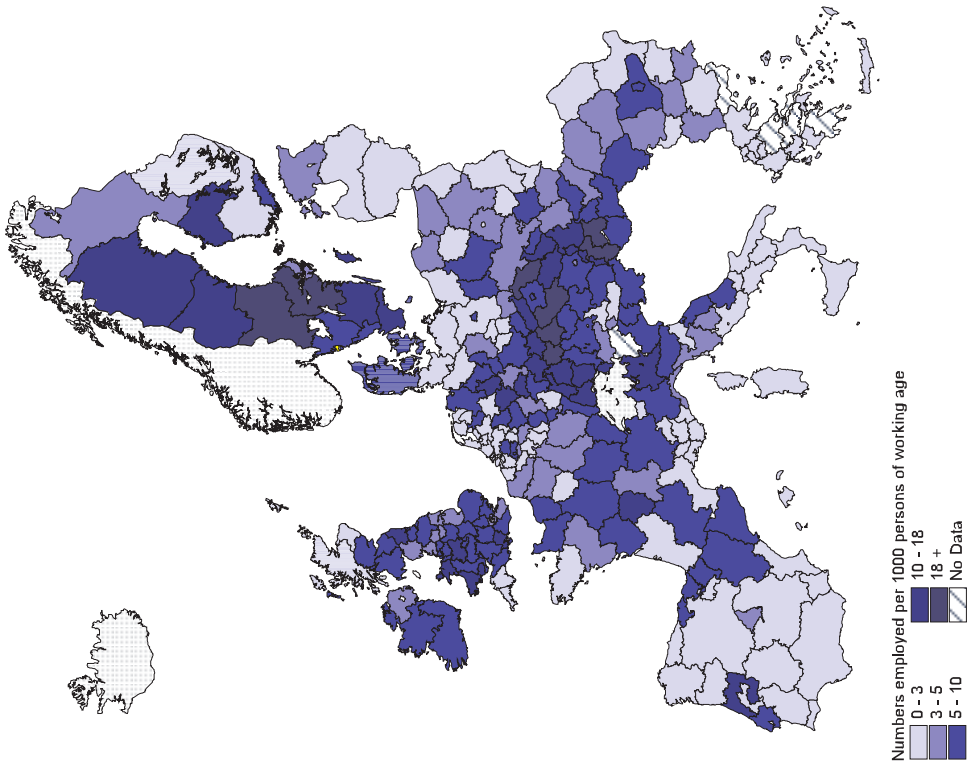 Numbers employed per 1000 persons of working age
0 - 3
3 - 5
5 - 10
10 - 18
18 +
No Data